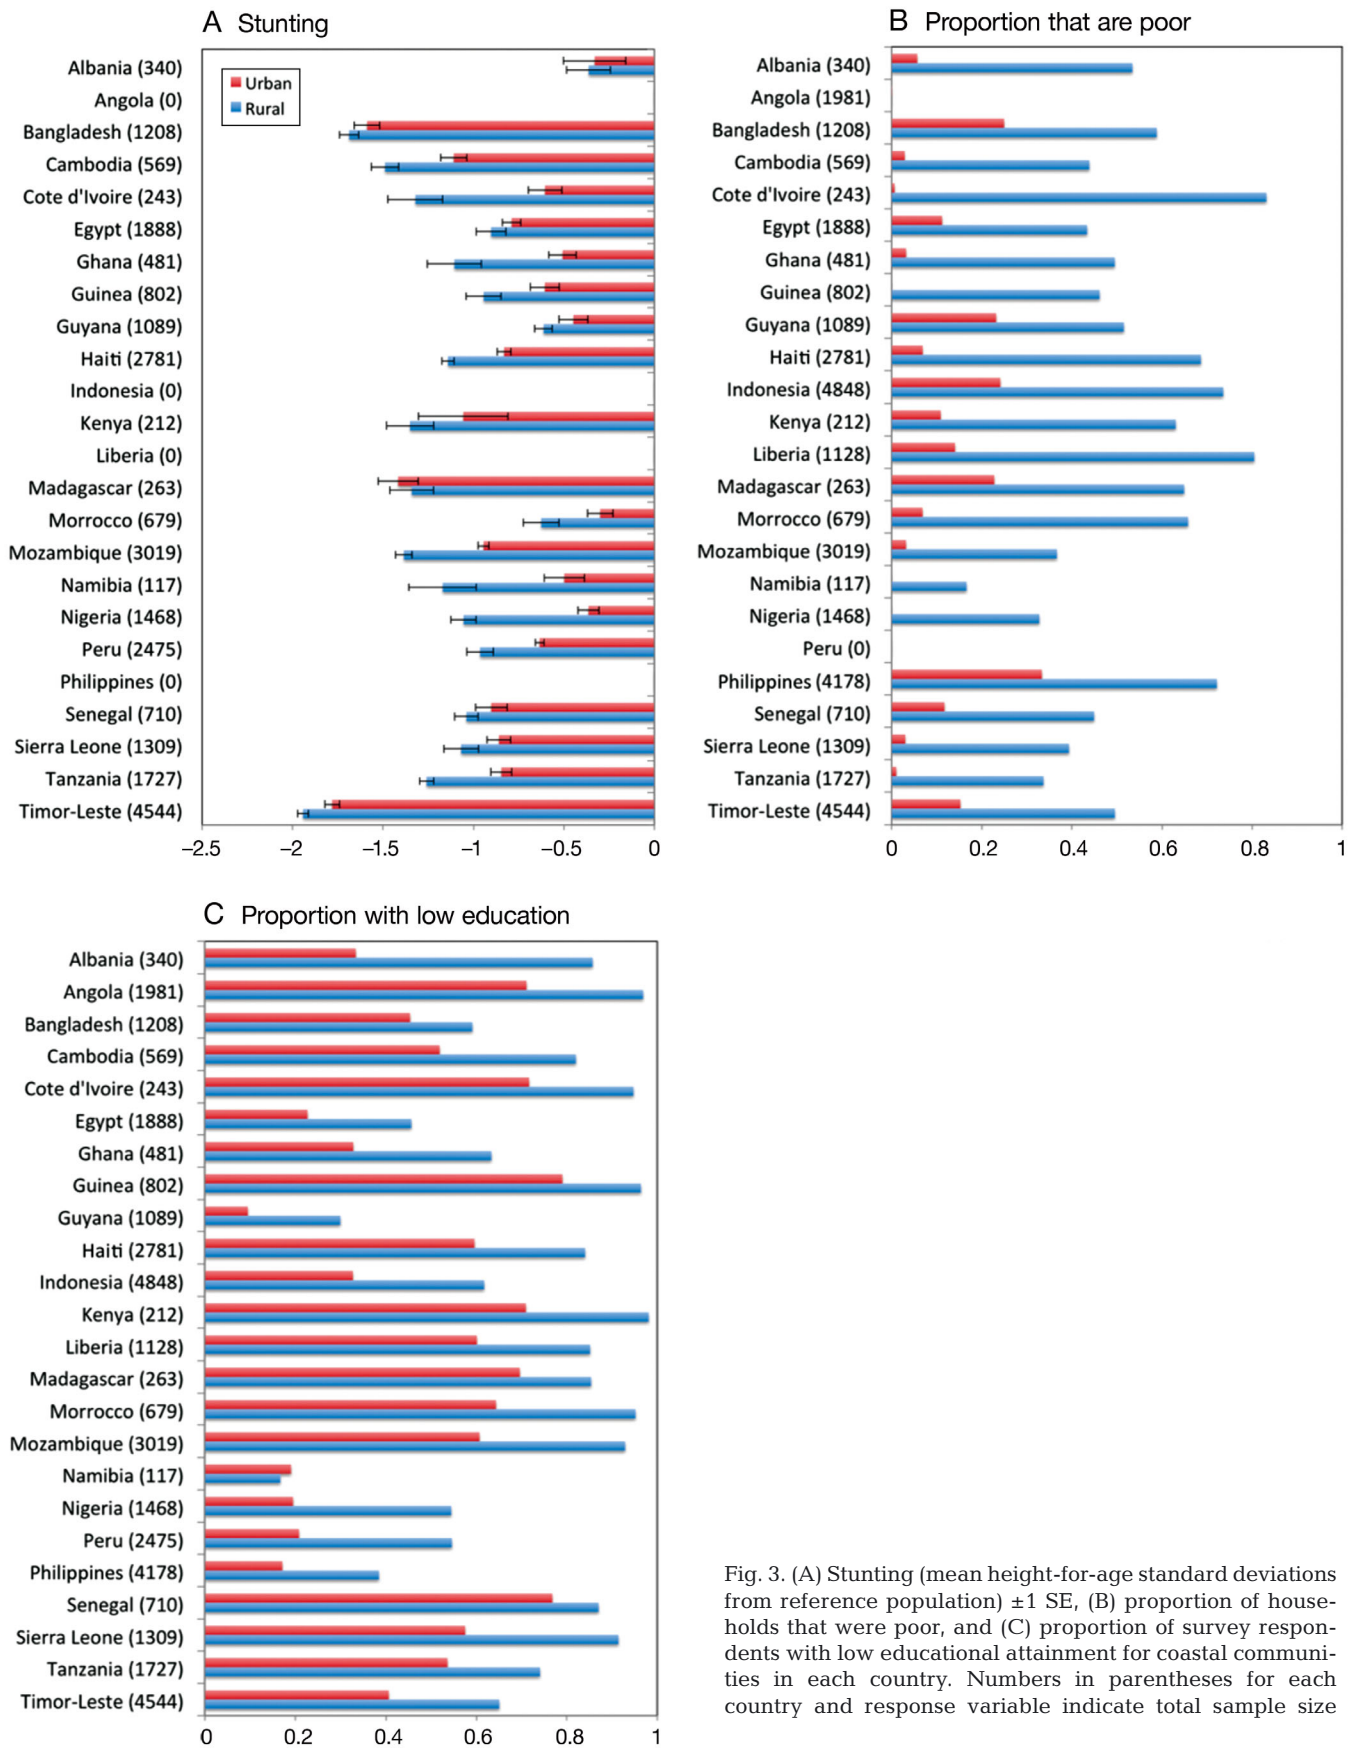 A Stunting
Urban
Rural
Albania (340)
Angola (0)
Bangladesh (1208)
Cambodia (569)
Cote d'Ivoire (243)
Egypt (1888)
Ghana (481)
Guinea (802)
Guyana (1089)
Haiti (2781)
Indonesia (0)
Kenya (212)
Liberia (0)
Madagascar (263)
Morrocco (679)
Mozambique (3019)
Namibia (117)
Nigeria (1468)
Peru (2475)
Philippines (0)
Senegal (710)
Sierra Leone (1309)
Tanzania (1727)
Timor-Leste (4544)
–2.5 –2 –1.5 –1 –0.5 0
B Proportion that are poor
Albania (340)
Angola (1981)
Bangladesh (1208)
Cambodia (569)
Cote d'Ivoire (243)
Egypt (1888)
Ghana (481)
Guinea (802)
Guyana (1089)
Haiti (2781)
Indonesia (4848)
Kenya (212)
Liberia (1128)
Madagascar (263)
Morrocco (679)
Mozambique (3019)
Namibia (117)
Nigeria (1468)
Peru (0)
Philippines (4178)
Senegal (710)
Sierra Leone (1309)
Tanzania (1727)
Timor-Leste (4544)
0 0.2 0.4 0.6 0.8 1
C Proportion with low education
Albania (340)
Angola (1981)
Bangladesh (1208)
Cambodia (569)
Cote d'Ivoire (243)
Egypt (1888)
Ghana (481)
Guinea (802)
Guyana (1089)
Haiti (2781)
Indonesia (4848)
Kenya (212)
Liberia (1128)
Madagascar (263)
Morrocco (679)
Mozambique (3019)
Namibia (117)
Nigeria (1468)
Peru (2475)
Philippines (4178)
Senegal (710)
Sierra Leone (1309)
Tanzania (1727)
Timor-Leste (4544)
0 0.2 0.4 0.6 0.8 1
Fig. 3. (A) Stunting (mean height-for-age standard deviations
from reference population) ±1 SE, (B) proportion of house-
holds that were poor, and (C) proportion of survey respon-
dents with low educational attainment for coastal communi-
ties in each country. Numbers in parentheses for each
country and response variable indicate total sample size